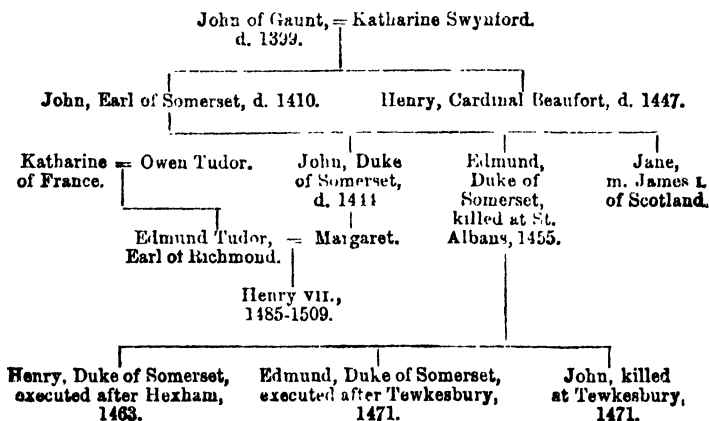 John of Gaunt, = Katharine Swynford.
d. 1399.
John, Earl of Somerset, d. 1410.
Henry, Cardinal Beaufort, d. 1447.
Katharine = Owen Tudor.
of France.
John, Duke
of Somerset,
d. 1444
Edmund,
Duke of
Somerset,
killed at St.
Albans, 1455.
Jane,
m. James I.
of Scotland.
Edmund Tudor, = Margaret.
Earl of Richmond.
Henry VII.,
1485-1509.
Henry, Duke of Somerset,
executed after Hexham,
1463.
Edmund, Duke of Somerset,
executed after Tewkesbury,
1471.
John, killed
at Tewkesbury,
1471.